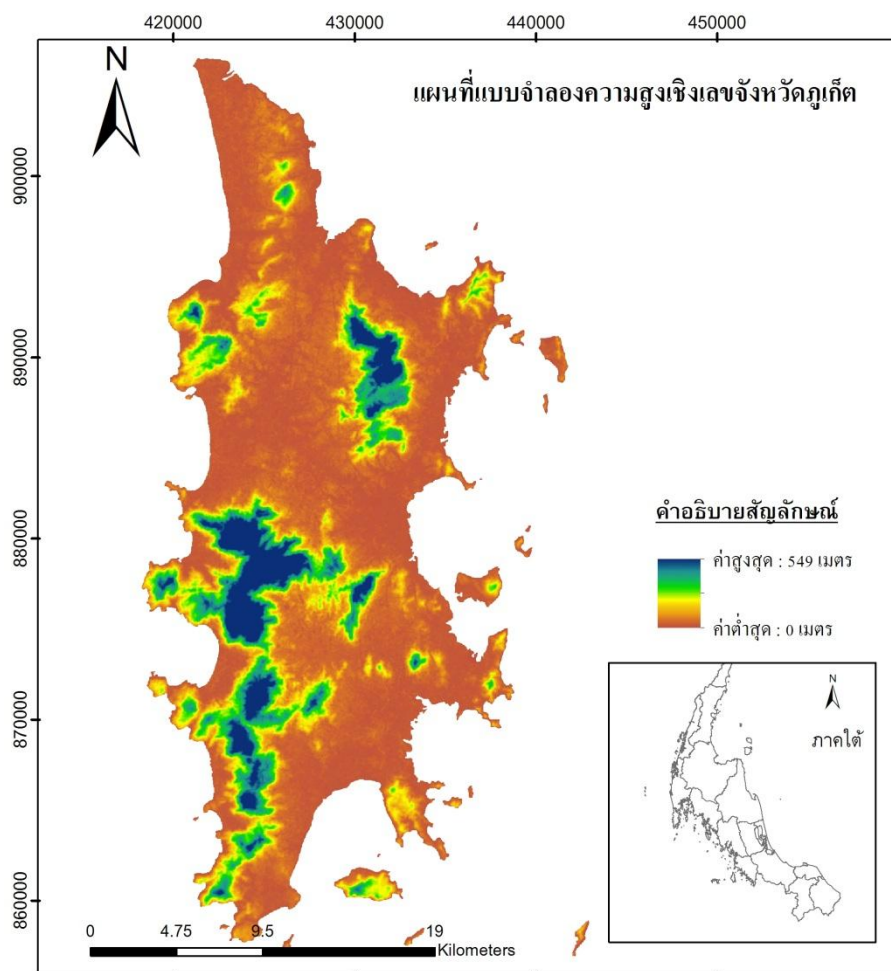 420000 430000 440000 450000
N
แผนที่แบบจำลองความสูงเชิงเลขจังหวัดภูเก็ต
900000
890000
880000
870000
860000
คำอธิบายสัญลักษณ์
ค่าสูงสุด : 549 เมตร
ค่าต่ำสุด : 0 เมตร
N
ภาคใต้
0 4.75 9.5 19
Kilometers